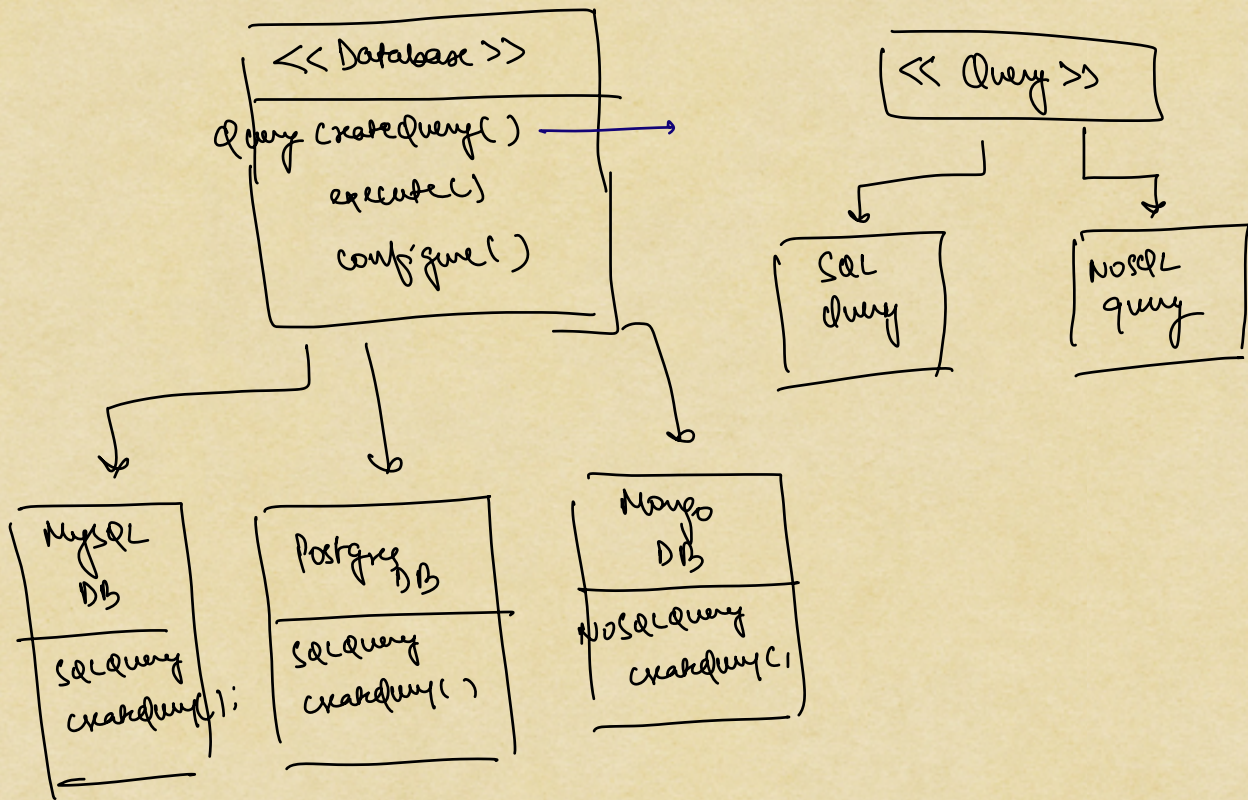 << Database >>
Query createQuery( )
execute( )
configure( )
<< Query >>
SQL
Query
NOSQL
query
MySQL
DB
SQLQuery
createQuery( );
Postgres
DB
SQLQuery
createQuery( )
Mongo
DB
NOSQLQuery
createQuery( )